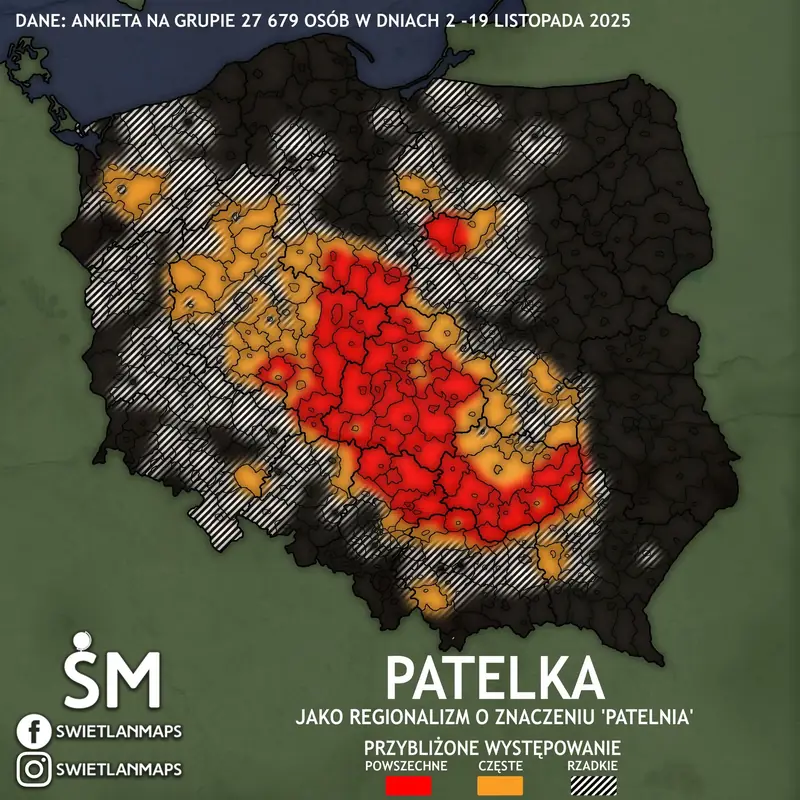 DANE: ANKIETA NA GRUPIE 27 679 OSÓB W DNIACH 2 -19 LISTOPADA 2025
ŚM
SWIETLANMAPS
SWIETLANMAPS
PATELKA
JAKO REGIONALIZM O ZNACZENIU 'PATELNIA'
PRZYBLIŻONE WYSTĘPOWANIE
POWSZECHNE CZĘSTE RZADKIE